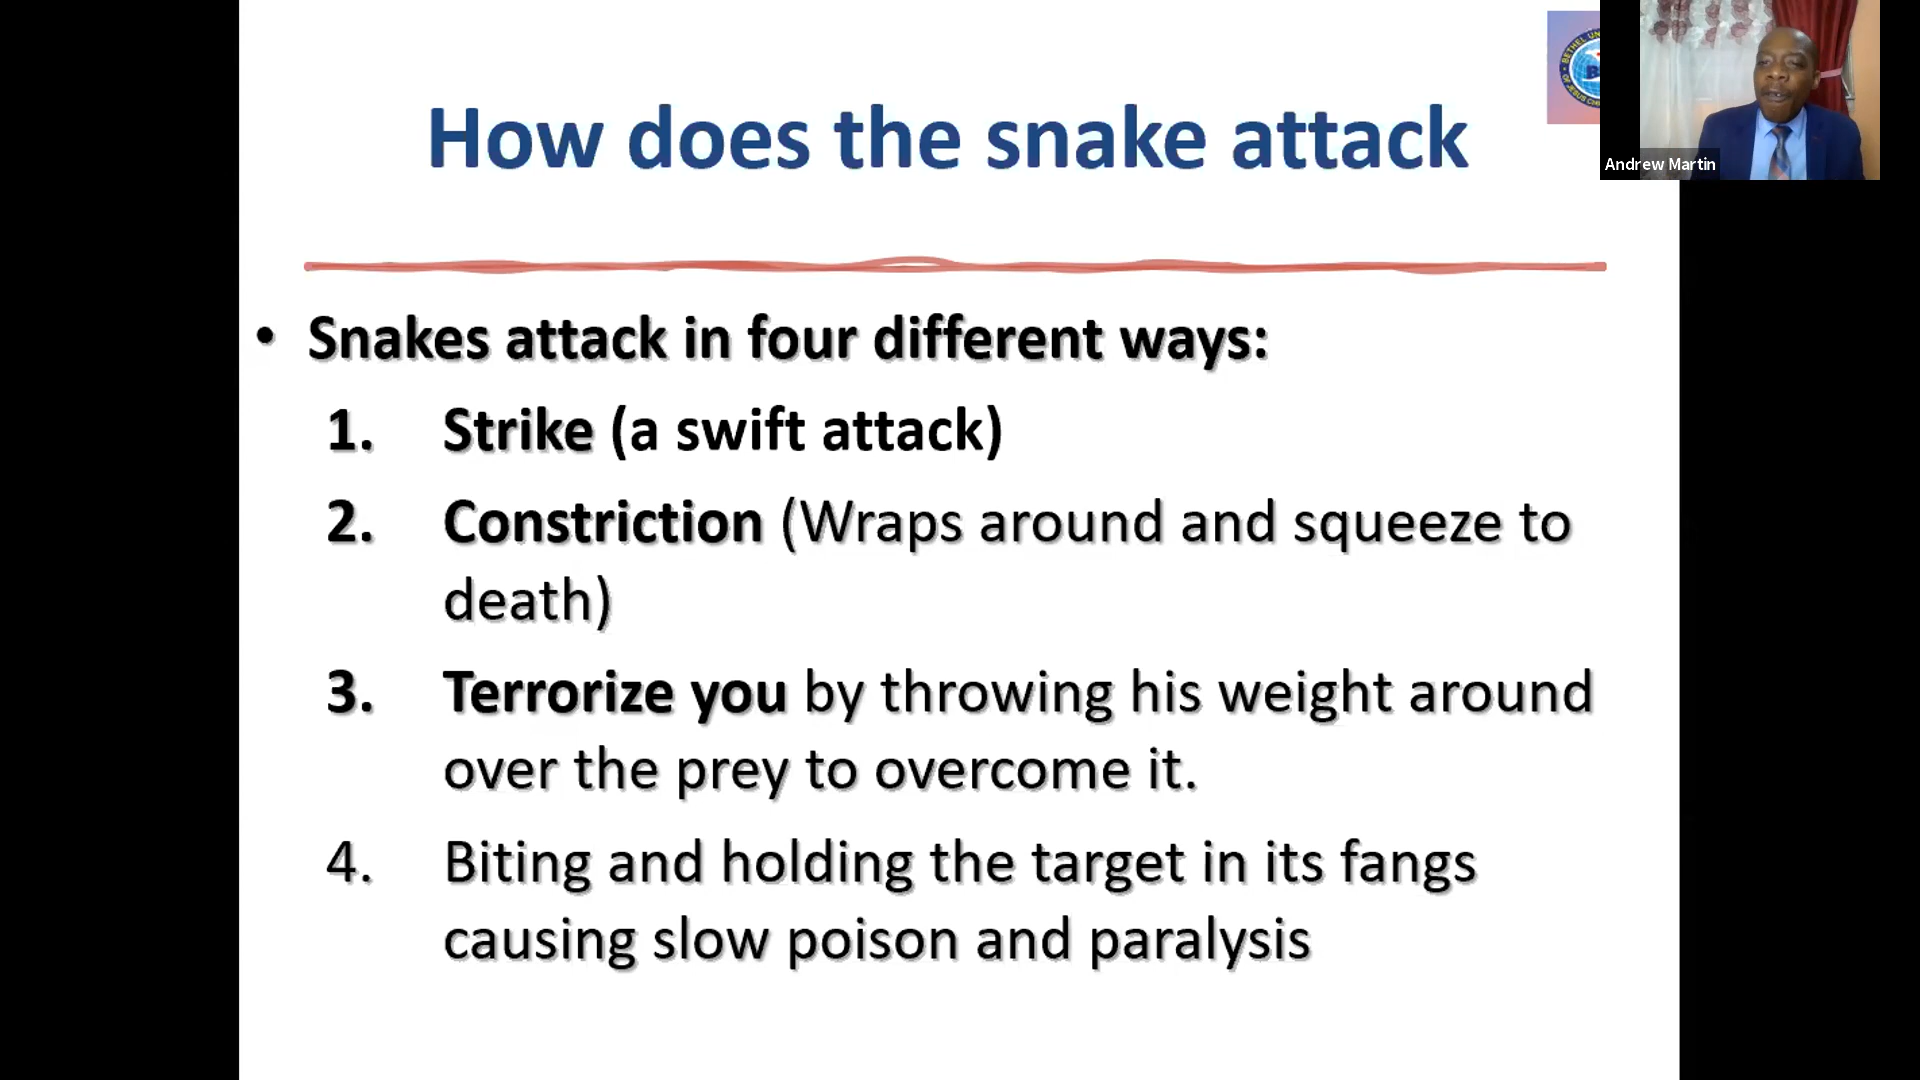 How does the snake attack
Andrew Martin
• Snakes attack in four different ways:
1. Strike (a swift attack)
2. Constriction (Wraps around and squeeze to
death)
3. Terrorize you by throwing his weight around
over the prey to overcome it.
4. Biting and holding the target in its fangs
causing slow poison and paralysis